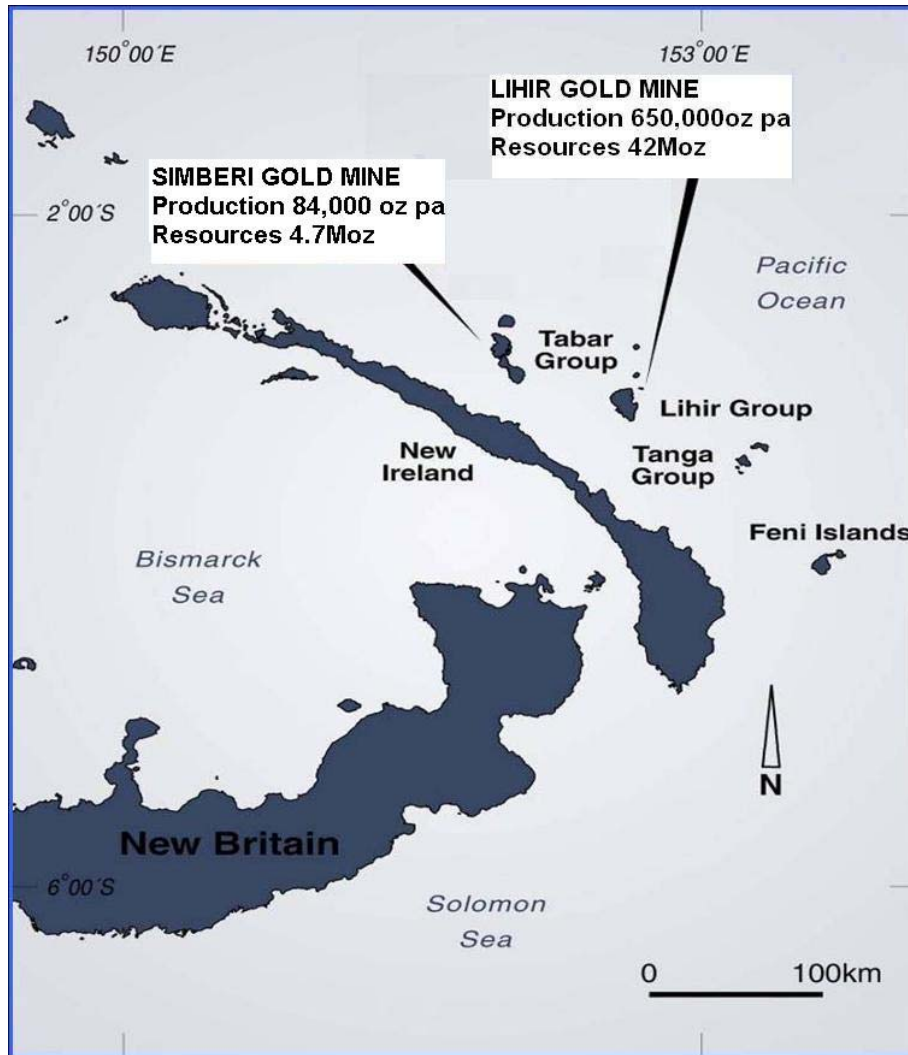 150°00´E
153°00´E
LIHIR GOLD MINE
Production 650,000oz pa
Resources 42Moz
SIMBERI GOLD MINE
Production 84,000 oz pa
Resources 4.7Moz
2°00´S
Pacific
Ocean
Tabar
Group
Lihir Group
New
Ireland
Tanga
Group
Feni Islands
Bismarck
Sea
N
New Britain
6°00´S
Solomon
Sea
0 100km